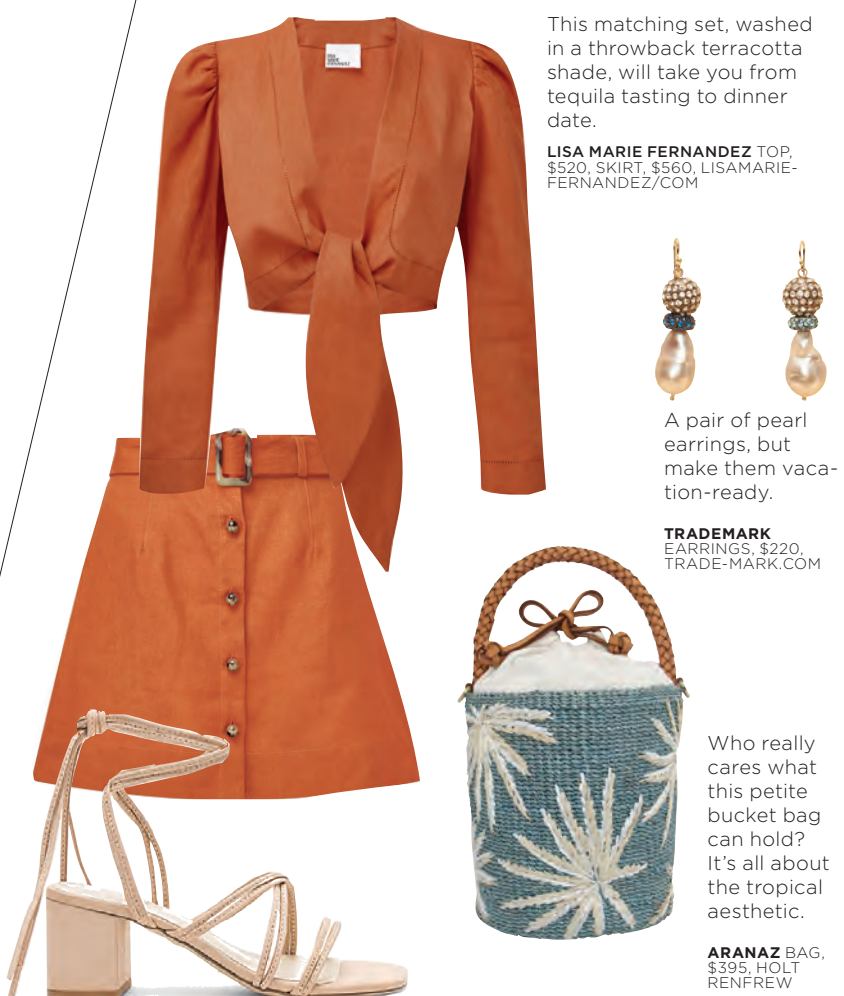 This matching set, washed
in a throwback terracotta
shade, will take you from
tequila tasting to dinner
date.
LISA MARIE FERNANDEZ TOP,
$520, SKIRT, $560, LISAMARIE-
FERNANDEZ/COM
A pair of pearl
earrings, but
make them vaca-
tion-ready.
TRADEMARK
EARRINGS, $220,
TRADE-MARK.COM
Who really
cares what
this petite
bucket bag
can hold?
It's all about
the tropical
aesthetic.
ARANAZ BAG,
$395, HOLT
RENFREW